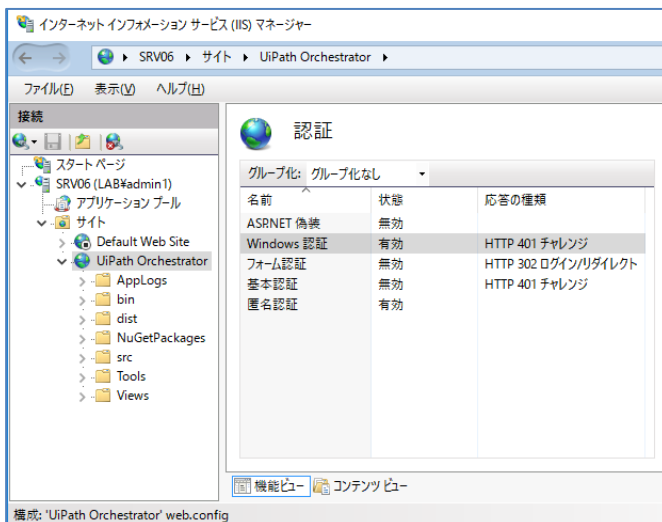 インターネット インフォメーション サービス (IIS) マネージャー
SRV06 サイト UiPath Orchestrator
ファイル(F) 表示(V) ヘルプ(H)
接続
スタート ページ
SRV06 (LAB¥admin1)
アプリケーション プール
サイト
Default Web Site
UiPath Orchestrator
AppLogs
bin
dist
NuGetPackages
src
Tools
Views
認証
グループ化: グループ化なし
名前 状態 応答の種類
ASP.NET 偽装 無効
Windows 認証 有効 HTTP 401 チャレンジ
フォーム認証 無効 HTTP 302 ログイン/リダイレクト
基本認証 無効 HTTP 401 チャレンジ
匿名認証 有効
機能ビュー コンテンツ ビュー
構成: 'UiPath Orchestrator' web.config